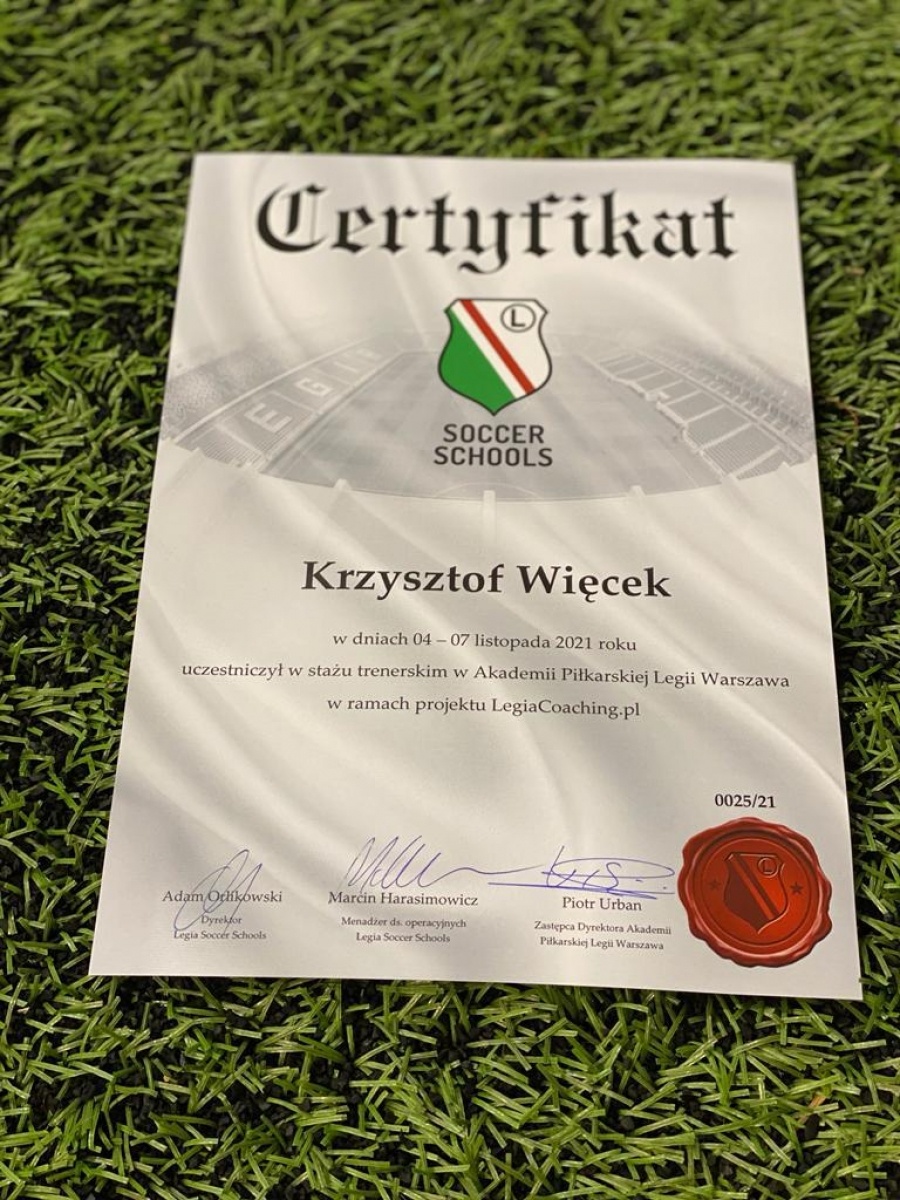 Certyfikat
L
LEGIA
SOCCER
SCHOOLS
Krzysztof Więcek
w dniach 04 – 07 listopada 2021 roku
uczestniczył w stażu trenerskim w Akademii Piłkarskiej Legii Warszawa
w ramach projektu LegiaCoaching.pl
0025/21
Adam Orlikowski
Dyrektor
Legia Soccer Schools
Marcin Harasimowicz
Menadżer ds. operacyjnych
Legia Soccer Schools
Piotr Urban
Zastępca Dyrektora Akademii
Piłkarskiej Legii Warszawa
L